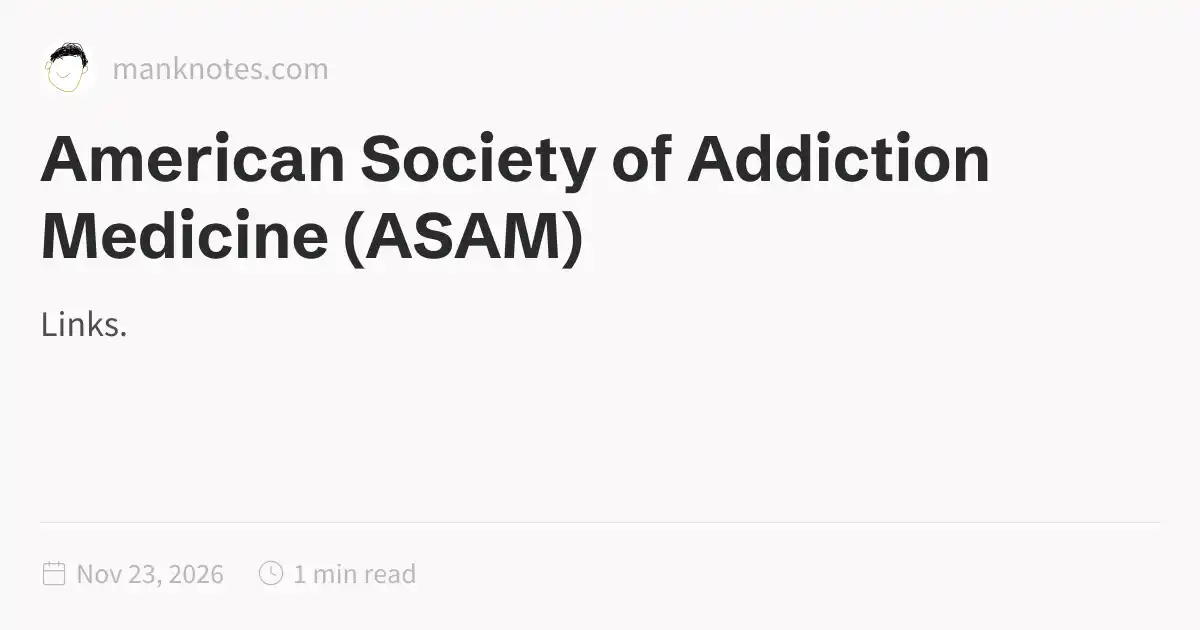 manknotes.com
American Society of Addiction
Medicine (ASAM)
Links.
Nov 23, 2026
1 min read